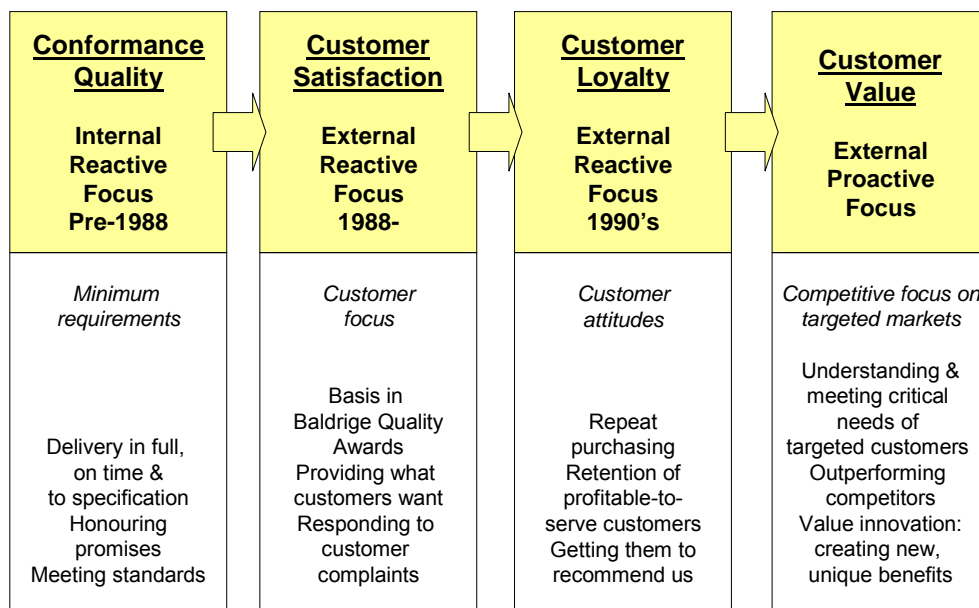 Conformance
Quality
Internal
Reactive
Focus
Pre-1988
Minimum
requirements
Delivery in full,
on time &
to specification
Honouring
promises
Meeting standards
Customer
Satisfaction
External
Reactive
Focus
1988-
Customer
focus
Basis in
Baldrige Quality
Awards
Providing what
customers want
Responding to
customer
complaints
Customer
Loyalty
External
Reactive
Focus
1990's
Customer
attitudes
Repeat
purchasing
Retention of
profitable-to-
serve customers
Getting them to
recommend us
Customer
Value
External
Proactive
Focus
Competitive focus on
targeted markets
Understanding &
meeting critical
needs of
targeted customers
Outperforming
competitors
Value innovation:
creating new,
unique benefits